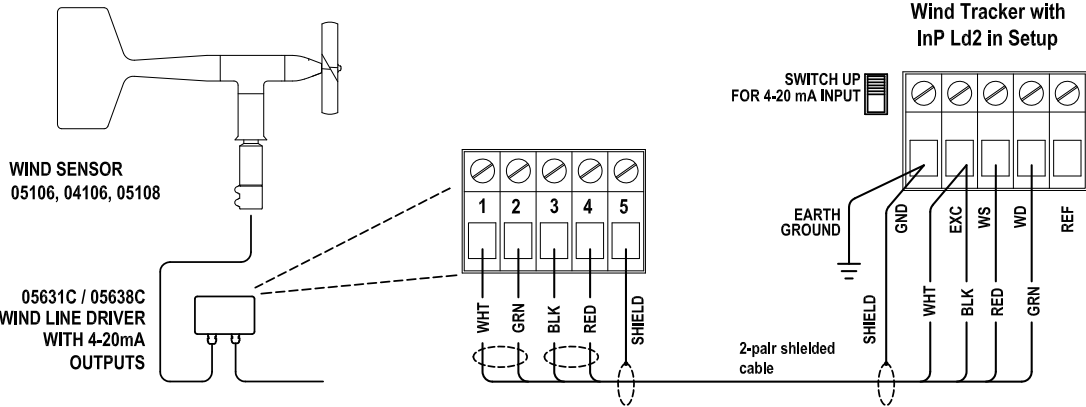 Wind Tracker with
InP Ld2 in Setup
SWITCH UP
FOR 4-20 mA INPUT
WIND SENSOR
05106, 04106, 05108
1 2 3 4 5
EARTH
GROUND
GND
EXC
WS
WD
REF
05631C / 05638C
WIND LINE DRIVER
WITH 4-20mA
OUTPUTS
WHT
GRN
BLK
RED
SHIELD
2-pair shielded
cable
SHIELD
WHT
BLK
RED
GRN